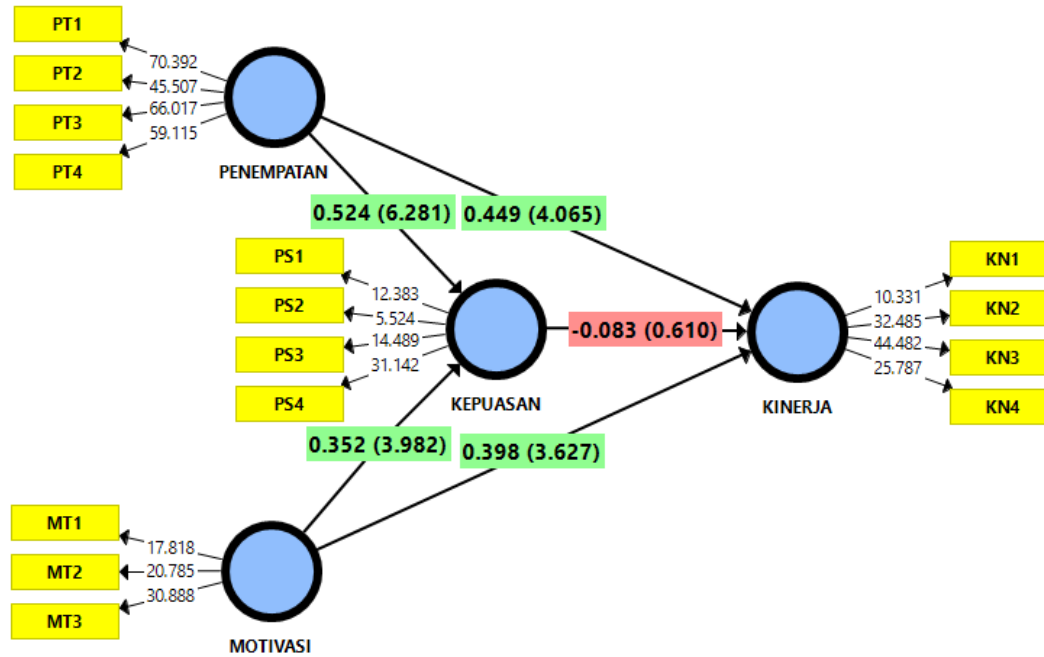 PT1
PT2
PT3
PT4
70.392
45.507
66.017
59.115
PENEMPATAN
0.524 (6.281)
0.449 (4.065)
PS1
PS2
PS3
PS4
12.383
5.524
14.489
31.142
KEPUASAN
-0.083 (0.610)
KINERJA
10.331
32.485
44.482
25.787
KN1
KN2
KN3
KN4
0.352 (3.982)
0.398 (3.627)
MT1
MT2
MT3
17.818
20.785
30.888
MOTIVASI